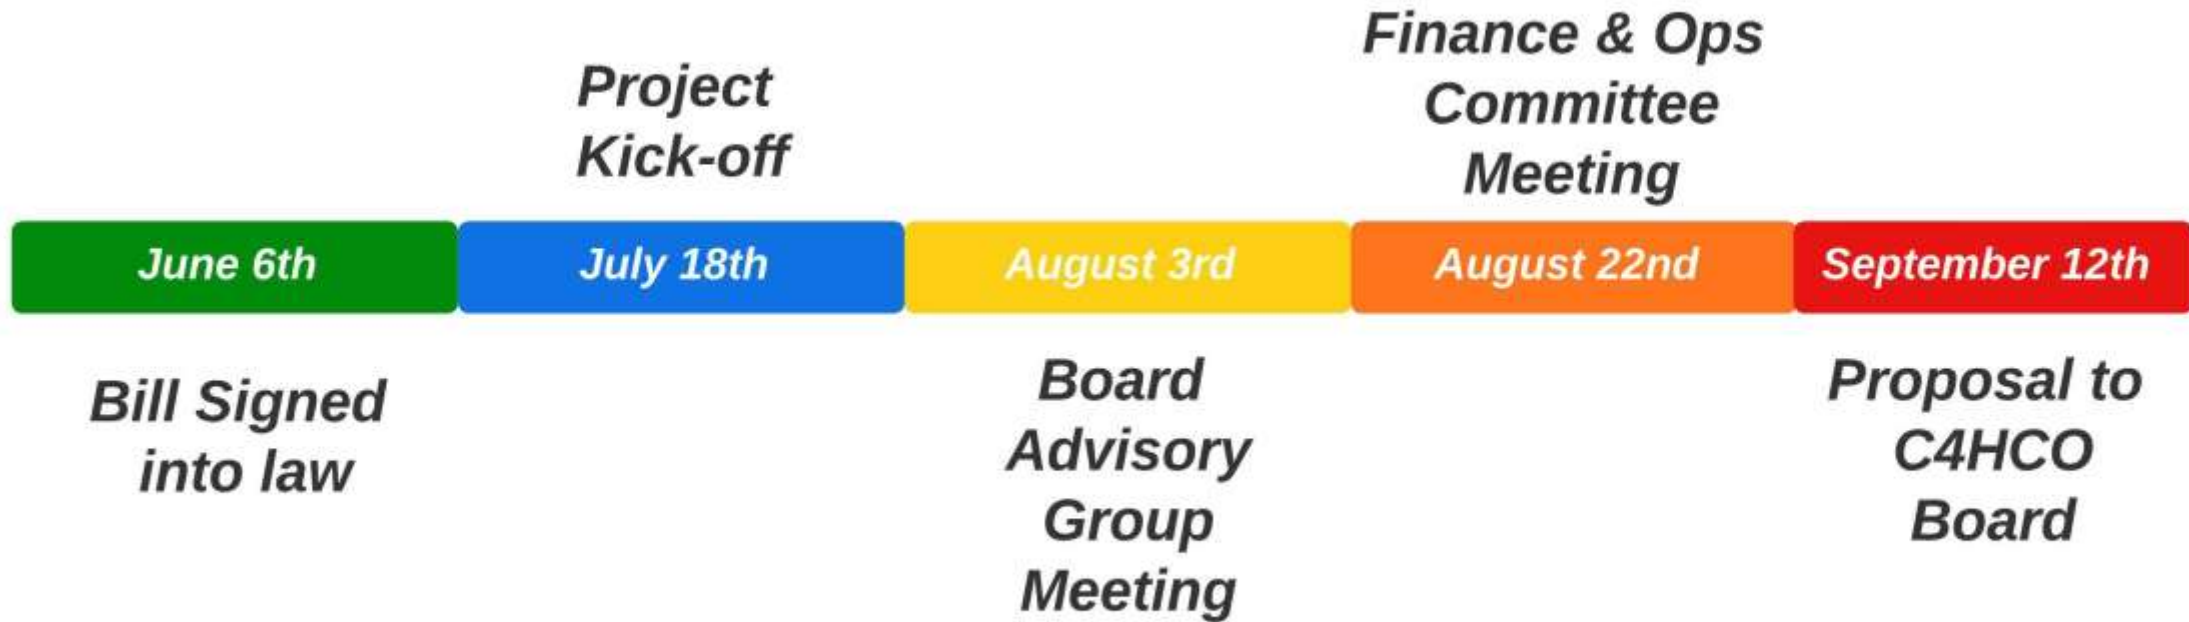 Project
Kick-off
Finance & Ops
Committee
Meeting
June 6th
July 18th
August 3rd
August 22nd
September 12th
Bill Signed
into law
Board
Advisory
Group
Meeting
Proposal to
C4HCO
Board